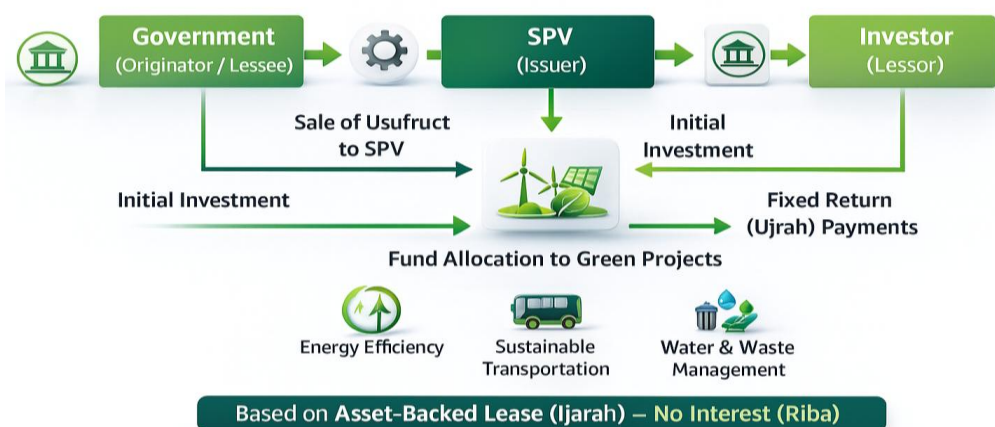 Government
(Originator / Lessee)
SPV
(Issuer)
Investor
(Lessor)
Sale of Usufruct
to SPV
Initial
Investment
Initial Investment
Fixed Return
(Ujrah) Payments
Fund Allocation to Green Projects
Energy Efficiency
Sustainable
Transportation
Water & Waste
Management
Based on Asset-Backed Lease (Ijarah) – No Interest (Riba)